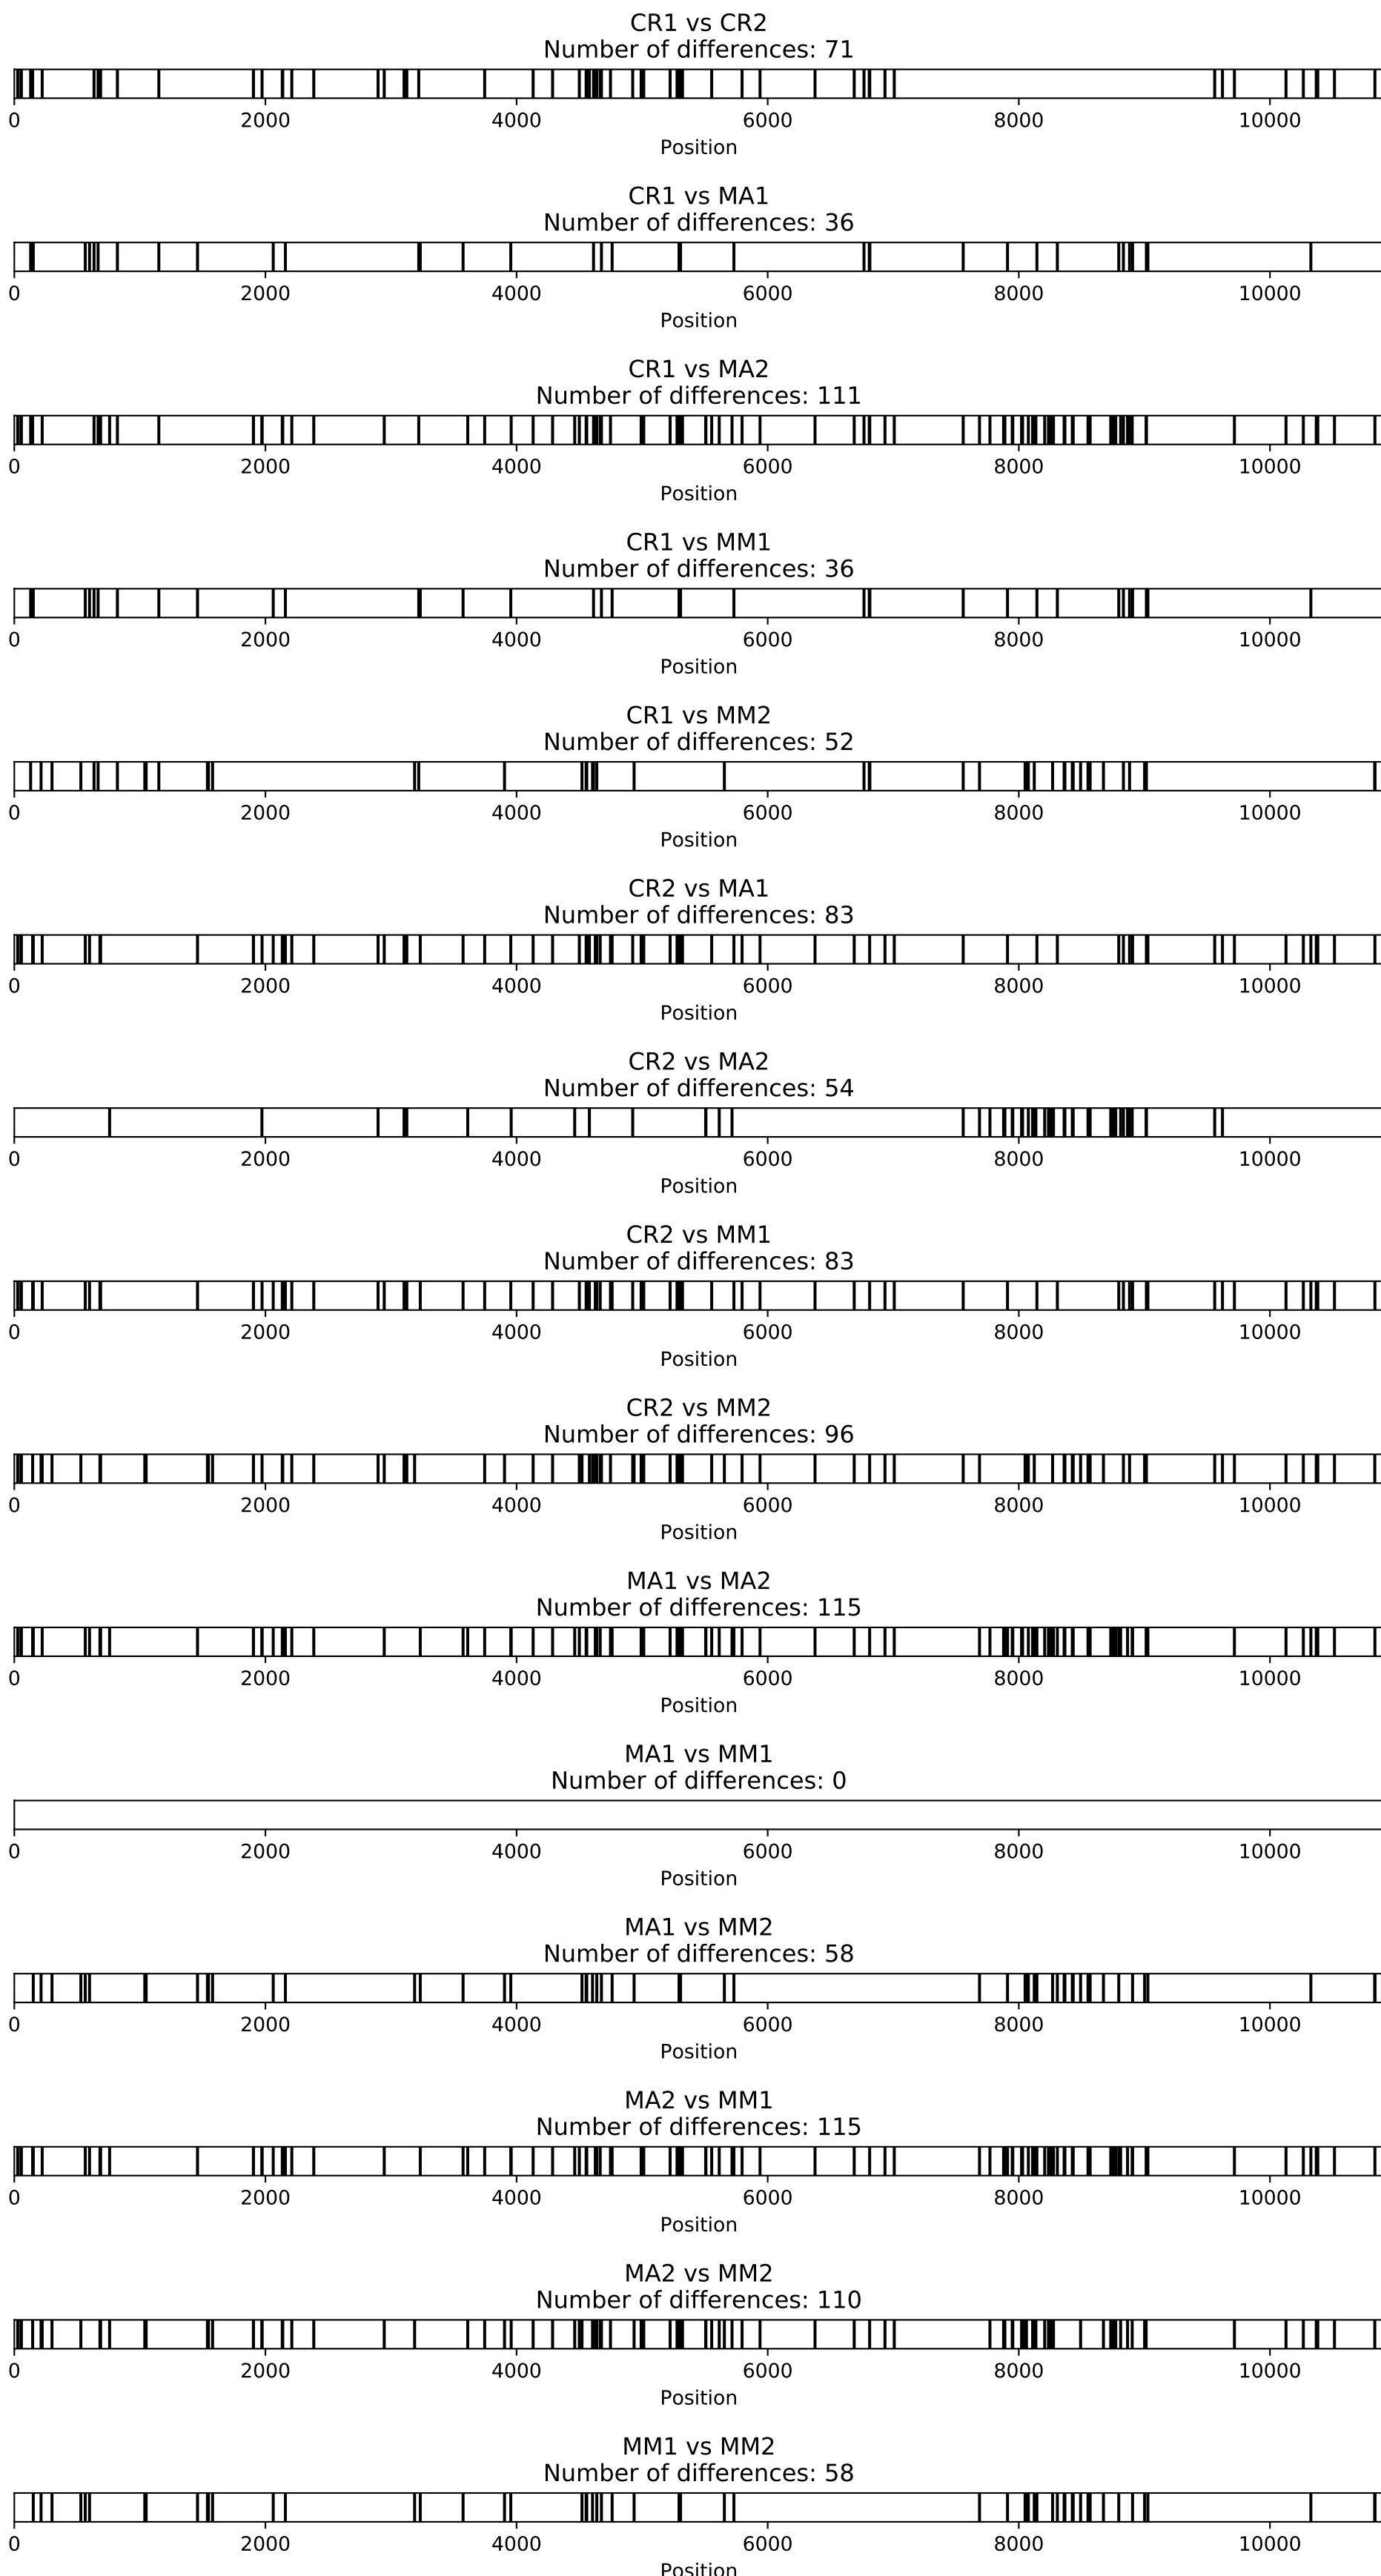 CR1 vs CR2
Number of differences: 71
0 2000 4000 6000 8000 10000
Position
CR1 vs MA1
Number of differences: 36
0 2000 4000 6000 8000 10000
Position
CR1 vs MA2
Number of differences: 111
0 2000 4000 6000 8000 10000
Position
CR1 vs MM1
Number of differences: 36
0 2000 4000 6000 8000 10000
Position
CR1 vs MM2
Number of differences: 52
0 2000 4000 6000 8000 10000
Position
CR2 vs MA1
Number of differences: 83
0 2000 4000 6000 8000 10000
Position
CR2 vs MA2
Number of differences: 54
0 2000 4000 6000 8000 10000
Position
CR2 vs MM1
Number of differences: 83
0 2000 4000 6000 8000 10000
Position
CR2 vs MM2
Number of differences: 96
0 2000 4000 6000 8000 10000
Position
MA1 vs MA2
Number of differences: 115
0 2000 4000 6000 8000 10000
Position
MA1 vs MM1
Number of differences: 0
0 2000 4000 6000 8000 10000
Position
MA1 vs MM2
Number of differences: 58
0 2000 4000 6000 8000 10000
Position
MA2 vs MM1
Number of differences: 115
0 2000 4000 6000 8000 10000
Position
MA2 vs MM2
Number of differences: 110
0 2000 4000 6000 8000 10000
Position
MM1 vs MM2
Number of differences: 58
0 2000 4000 6000 8000 10000
Position